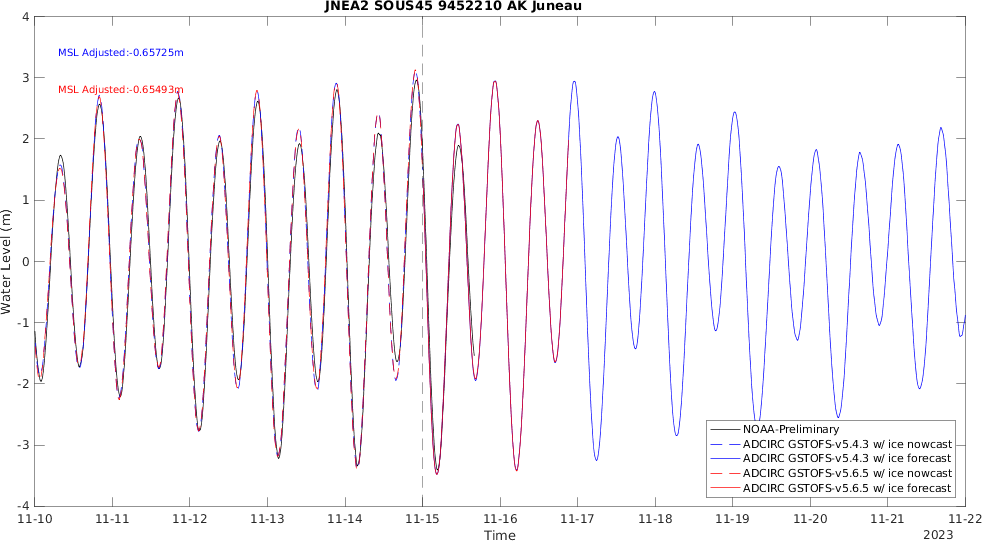 JNEA2 SOUS45 9452210 AK Juneau
MSL Adjusted:-0.65725m
MSL Adjusted:-0.65493m
Water Level (m)
4
3
2
1
0
-1
-2
-3
-4
NOAA-Preliminary
ADCIRC GSTOFS-v5.4.3 w/ ice nowcast
ADCIRC GSTOFS-v5.4.3 w/ ice forecast
ADCIRC GSTOFS-v5.6.5 w/ ice nowcast
ADCIRC GSTOFS-v5.6.5 w/ ice forecast
11-10 11-11 11-12 11-13 11-14 11-15 11-16 11-17 11-18 11-19 11-20 11-21 11-22
Time
2023